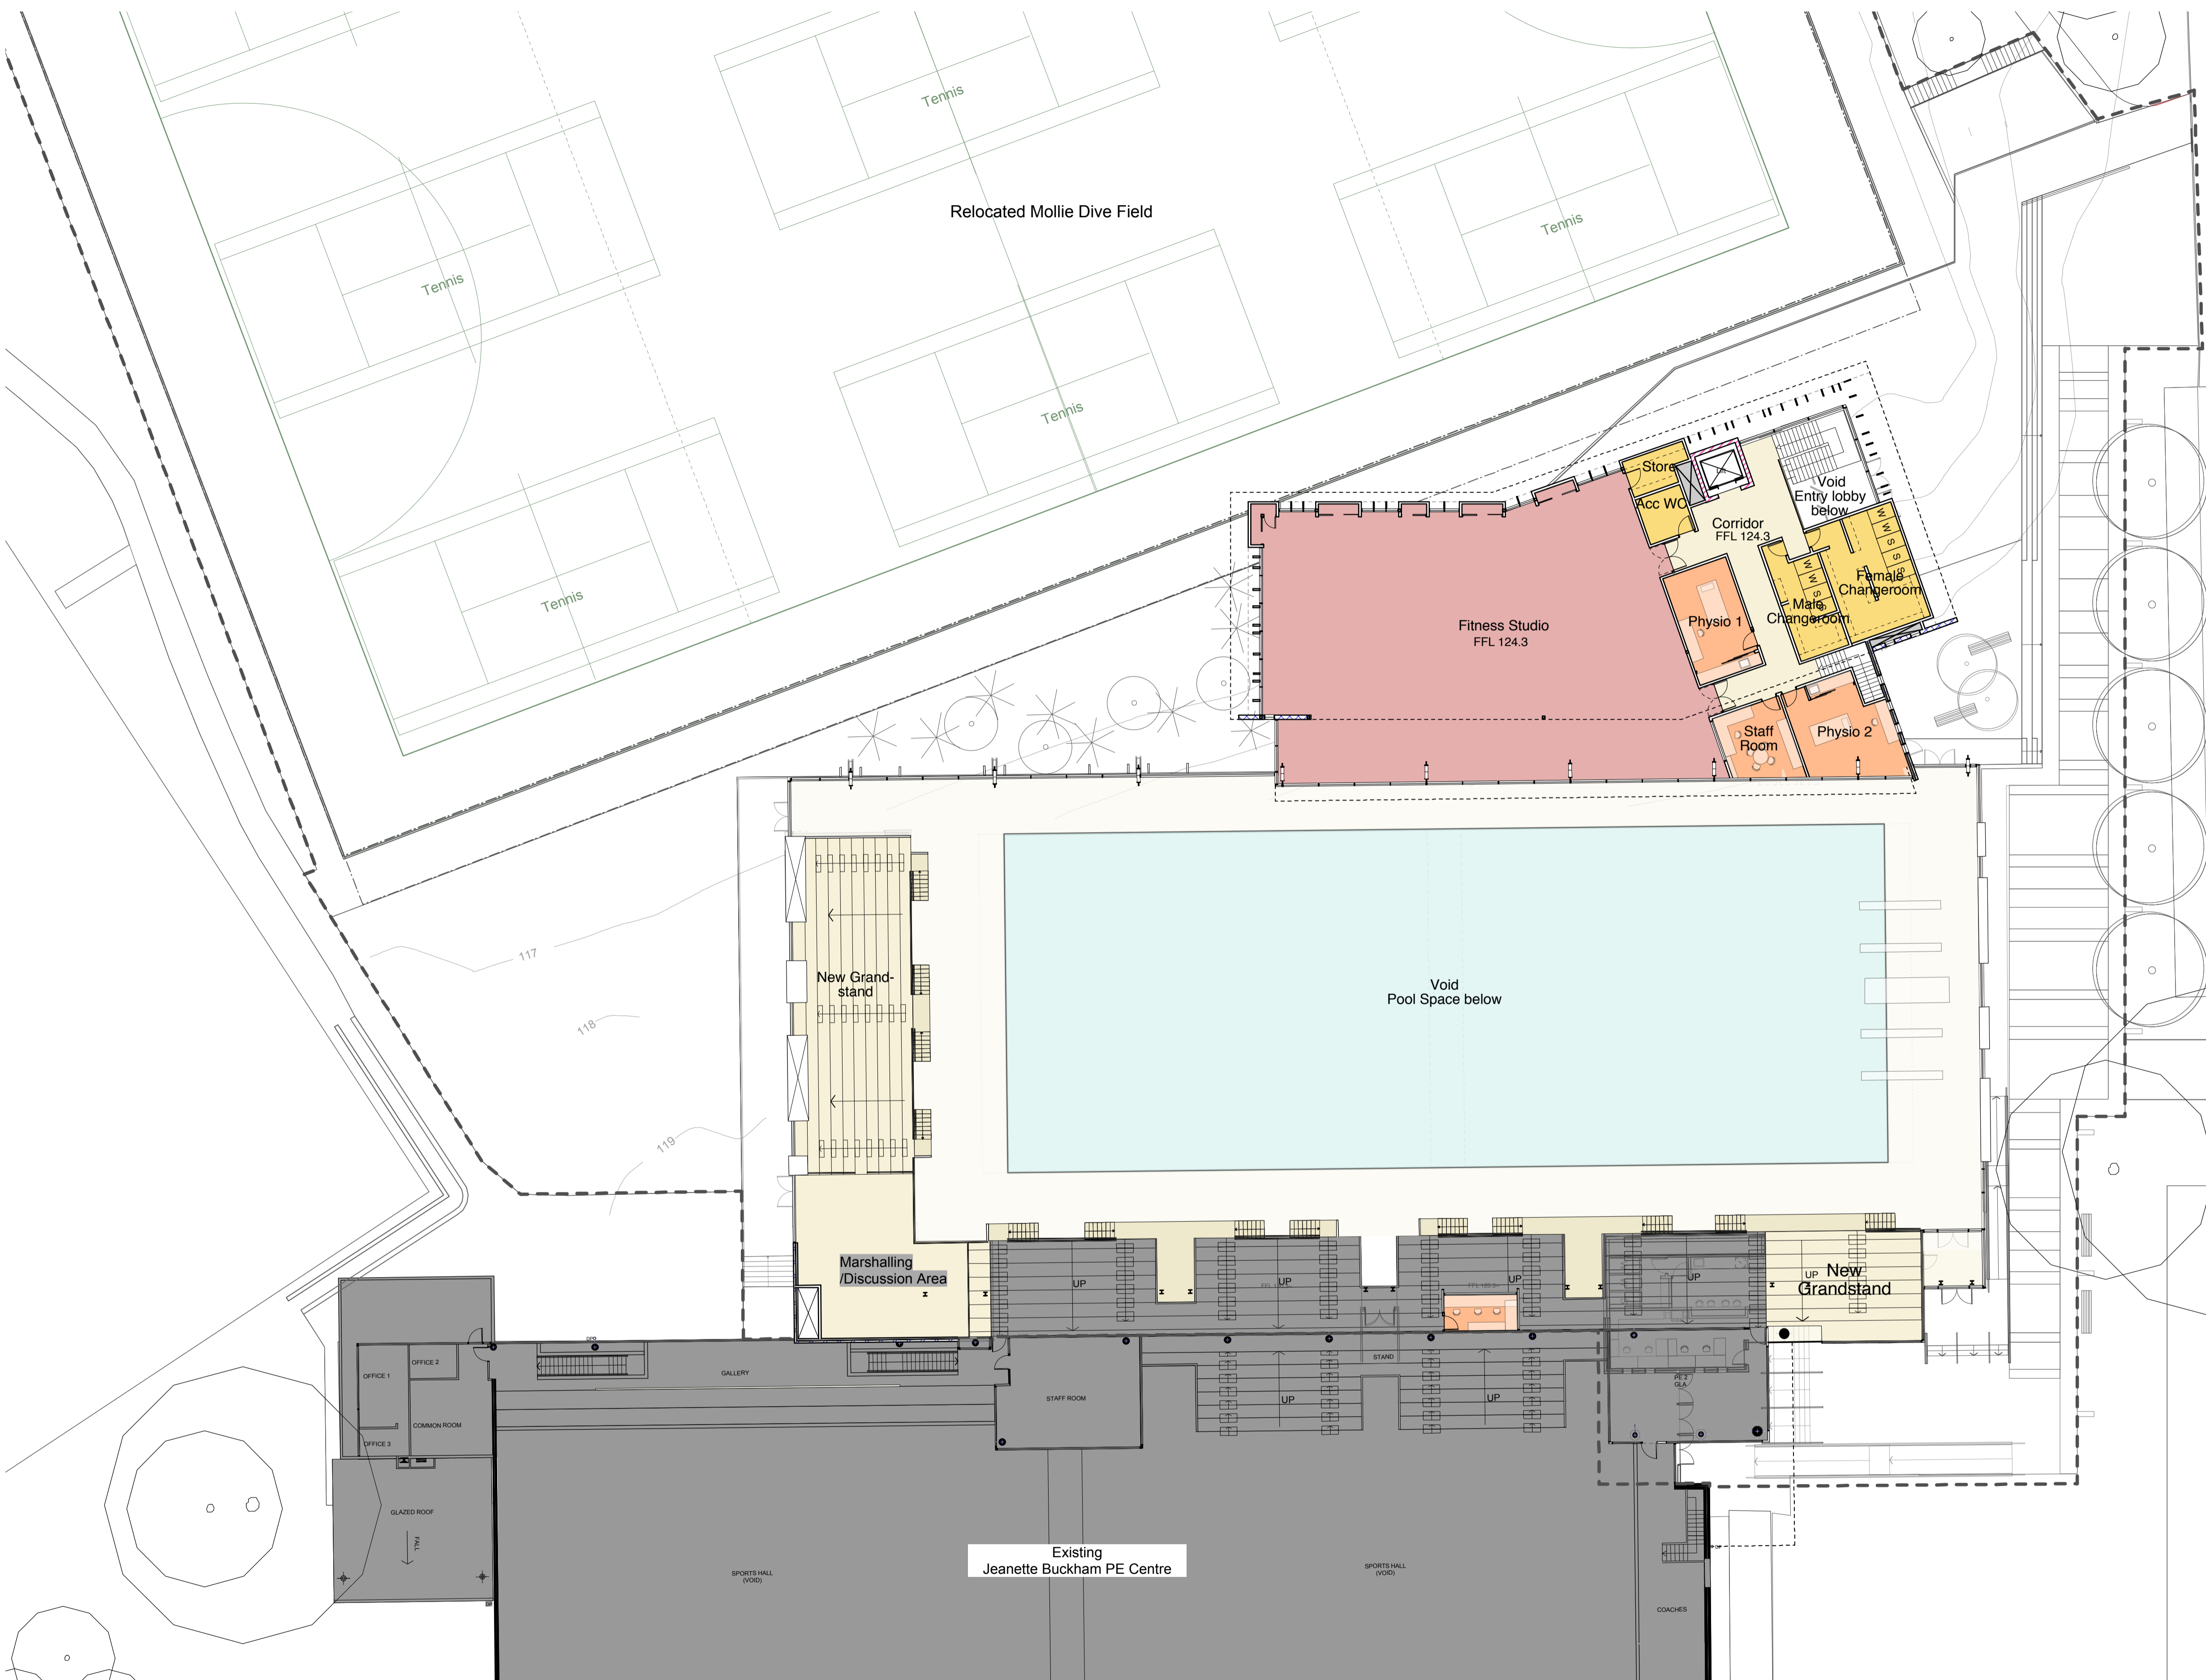 Tennis
Relocated Mollie Dive Field
Tennis
Tennis
Tennis
Tennis
Store
Void
Entry lobby
below
Acc WC
Corridor
FFL 124.3
W
W
S
S
S
Female
Changeroom
W
W
S
S
Male
Changeroom
Physio 1
Fitness Studio
FFL 124.3
Staff
Room
Physio 2
117
New Grand-
stand
Void
Pool Space below
118
119
Marshalling
/Discussion Area
UP
UP
UP
UP
UP
New
Grandstand
OFFICE 2
OFFICE 1
GALLERY
STAND
STAFF ROOM
UP
UP
PE 2
GLA
COMMON ROOM
OFFICE 3
GLAZED ROOF
FALL
Existing
Jeanette Buckham PE Centre
SPORTS HALL
(VOID)
SPORTS HALL
(VOID)
COACHES